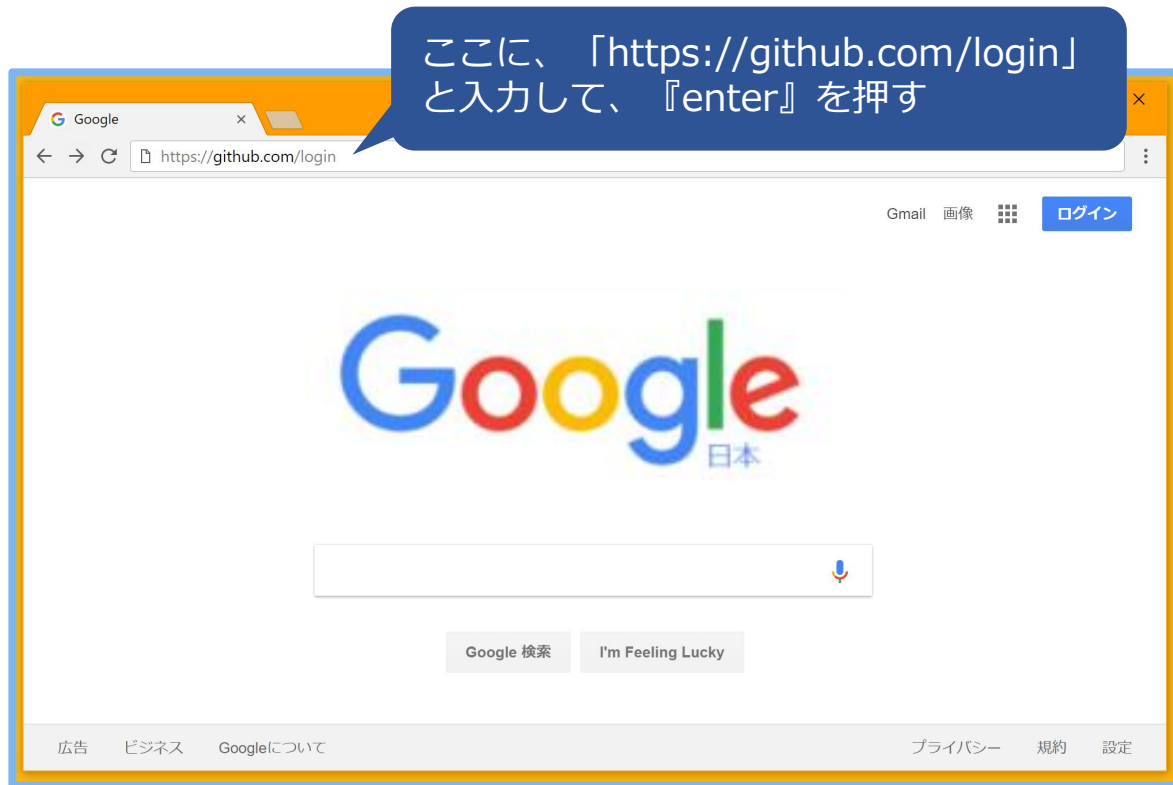 ここに、「https://github.com/login」
と入力して、『enter』を押す
Google
https://github.com/login
Gmail 画像 ログイン
Google
日本
Google 検索 I'm Feeling Lucky
広告 ビジネス Googleについて プライバシー 規約 設定